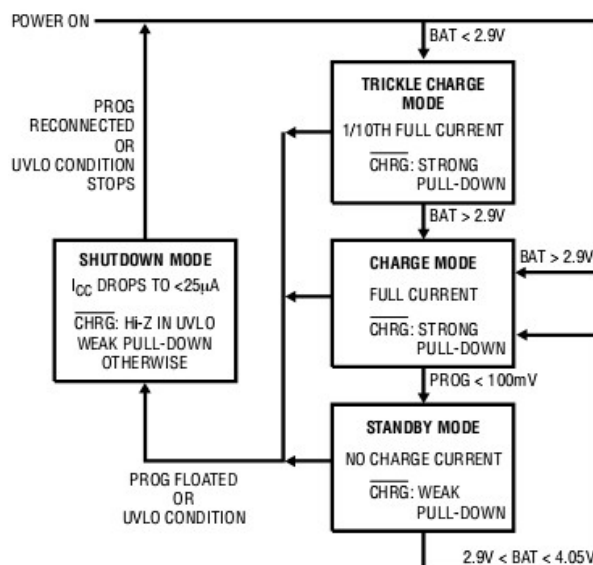 POWER ON
BAT < 2.9V
TRICKLE CHARGE
MODE
1/10TH FULL CURRENT
CHRG: STRONG
PULL-DOWN
PROG
RECONNECTED
OR
UVLO CONDITION
STOPS
BAT > 2.9V
SHUTDOWN MODE
ICC DROPS TO <25µA
CHRG: Hi-Z IN UVLO
WEAK PULL-DOWN
OTHERWISE
CHARGE MODE
FULL CURRENT
CHRG: STRONG
PULL-DOWN
BAT > 2.9V
PROG < 100mV
STANDBY MODE
NO CHARGE CURRENT
CHRG: WEAK
PULL-DOWN
PROG FLOATED
OR
UVLO CONDITION
2.9V < BAT < 4.05V